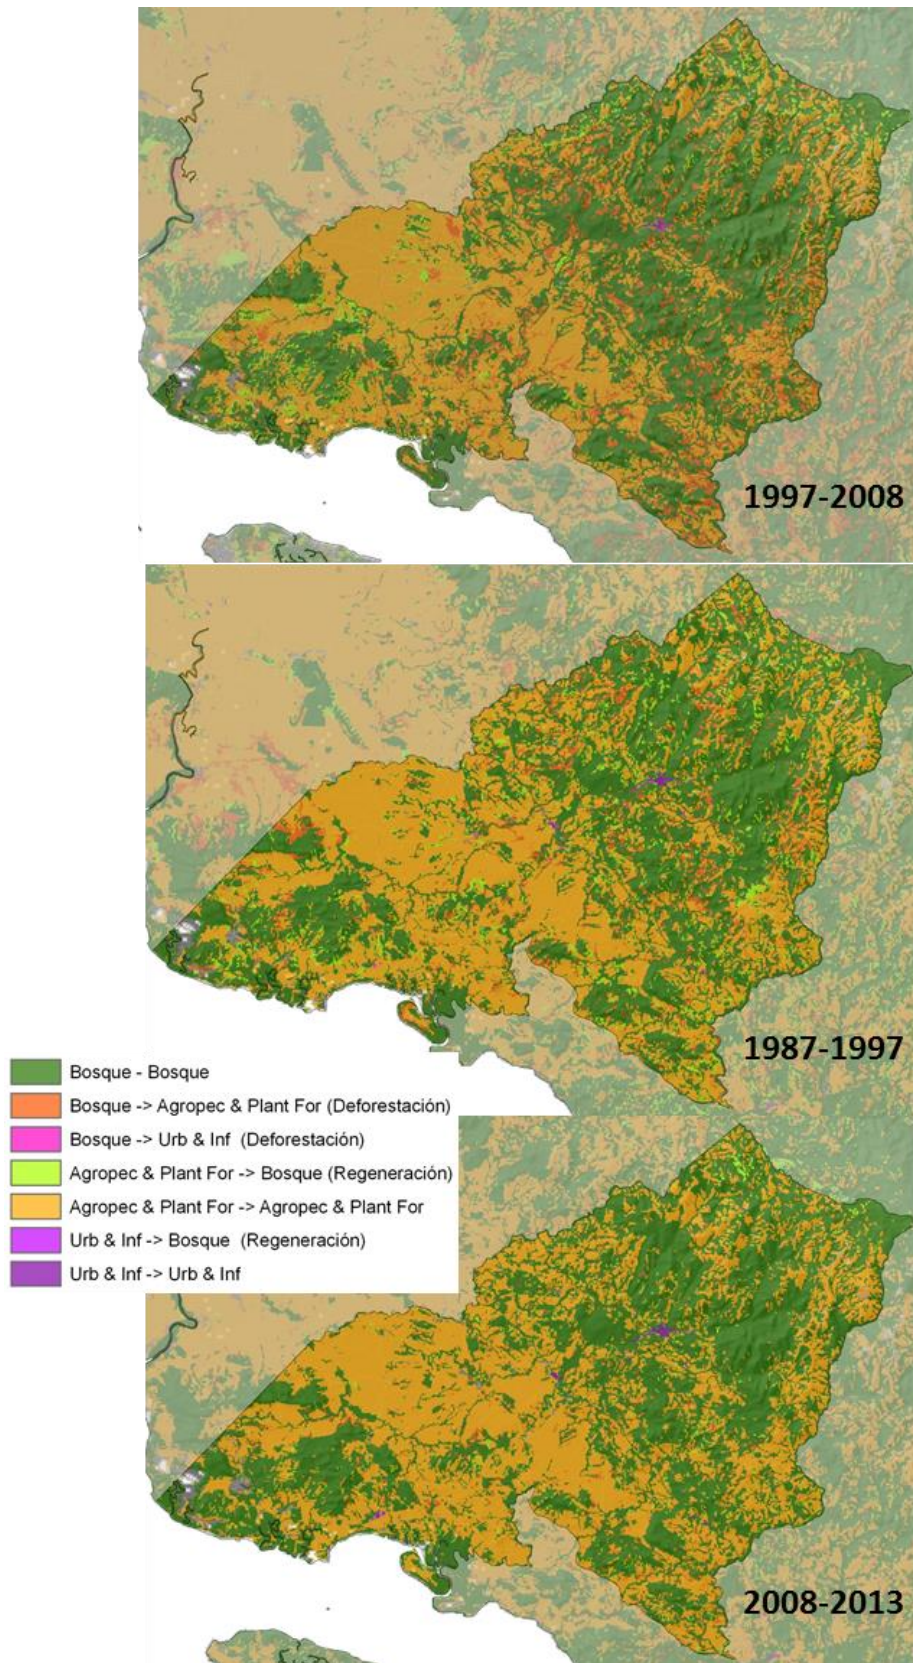 1997-2008
1987-1997
Bosque - Bosque
Bosque -> Agropec & Plant For (Deforestación)
Bosque -> Urb & Inf (Deforestación)
Agropec & Plant For -> Bosque (Regeneración)
Agropec & Plant For -> Agropec & Plant For
Urb & Inf -> Bosque (Regeneración)
Urb & Inf -> Urb & Inf
2008-2013